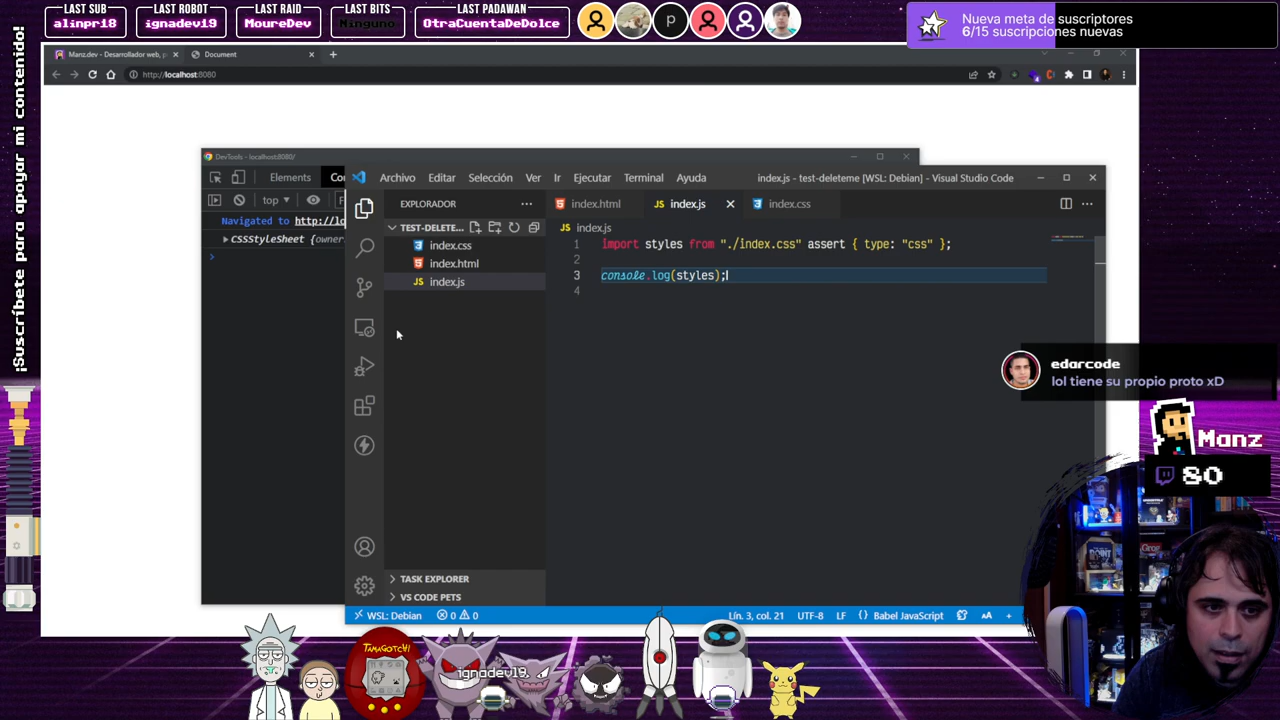 LAST SUB
alinpr18
LAST ROBOT
ignadev19
LAST RAID
MoureDev
LAST BITS
Ninguno
LAST PADAWAN
OtraCuentaDeDolce
P
Nueva meta de suscriptores
6/15 suscripciones nuevas
¡Suscríbete para apoyar mi contenido!
Manz.dev - Desarrollador web, p
Document
http://localhost:8080
DevTools - localhost:8080/
Elements
Co
top
F
Navigated to http://lo
CSSStyleSheet {owner
Archivo Editar Selección Ver Ir Ejecutar Terminal Ayuda
index.js - test-deleteme [WSL: Debian] - Visual Studio Code
EXPLORADOR
TEST-DELETE...
index.css
index.html
JS index.js
TASK EXPLORER
VS CODE PETS
index.html
JS index.js
index.css
JS index.js
1 import styles from "./index.css" assert { type: "css" };
2
3 console.log(styles);
4
WSL: Debian
0 0
Lín. 3, col. 21
UTF-8
LF
{ } Babel JavaScript
edarcode
lol tiene su propio proto xD
Manz
80
TAMAGOTCHI
ignadev19